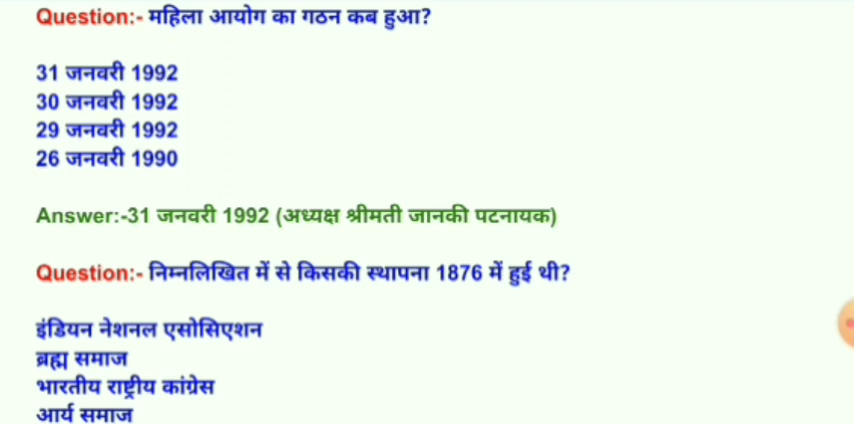 Question:- महिला आयोग का गठन कब हुआ?
31 जनवरी 1992
30 जनवरी 1992
29 जनवरी 1992
26 जनवरी 1990
Answer:-31 जनवरी 1992 (अध्यक्ष श्रीमती जानकी पटनायक)
Question:- निम्नलिखित में से किसकी स्थापना 1876 में हुई थी?
इंडियन नेशनल एसोसिएशन
ब्रह्म समाज
भारतीय राष्ट्रीय कांग्रेस
आर्य समाज